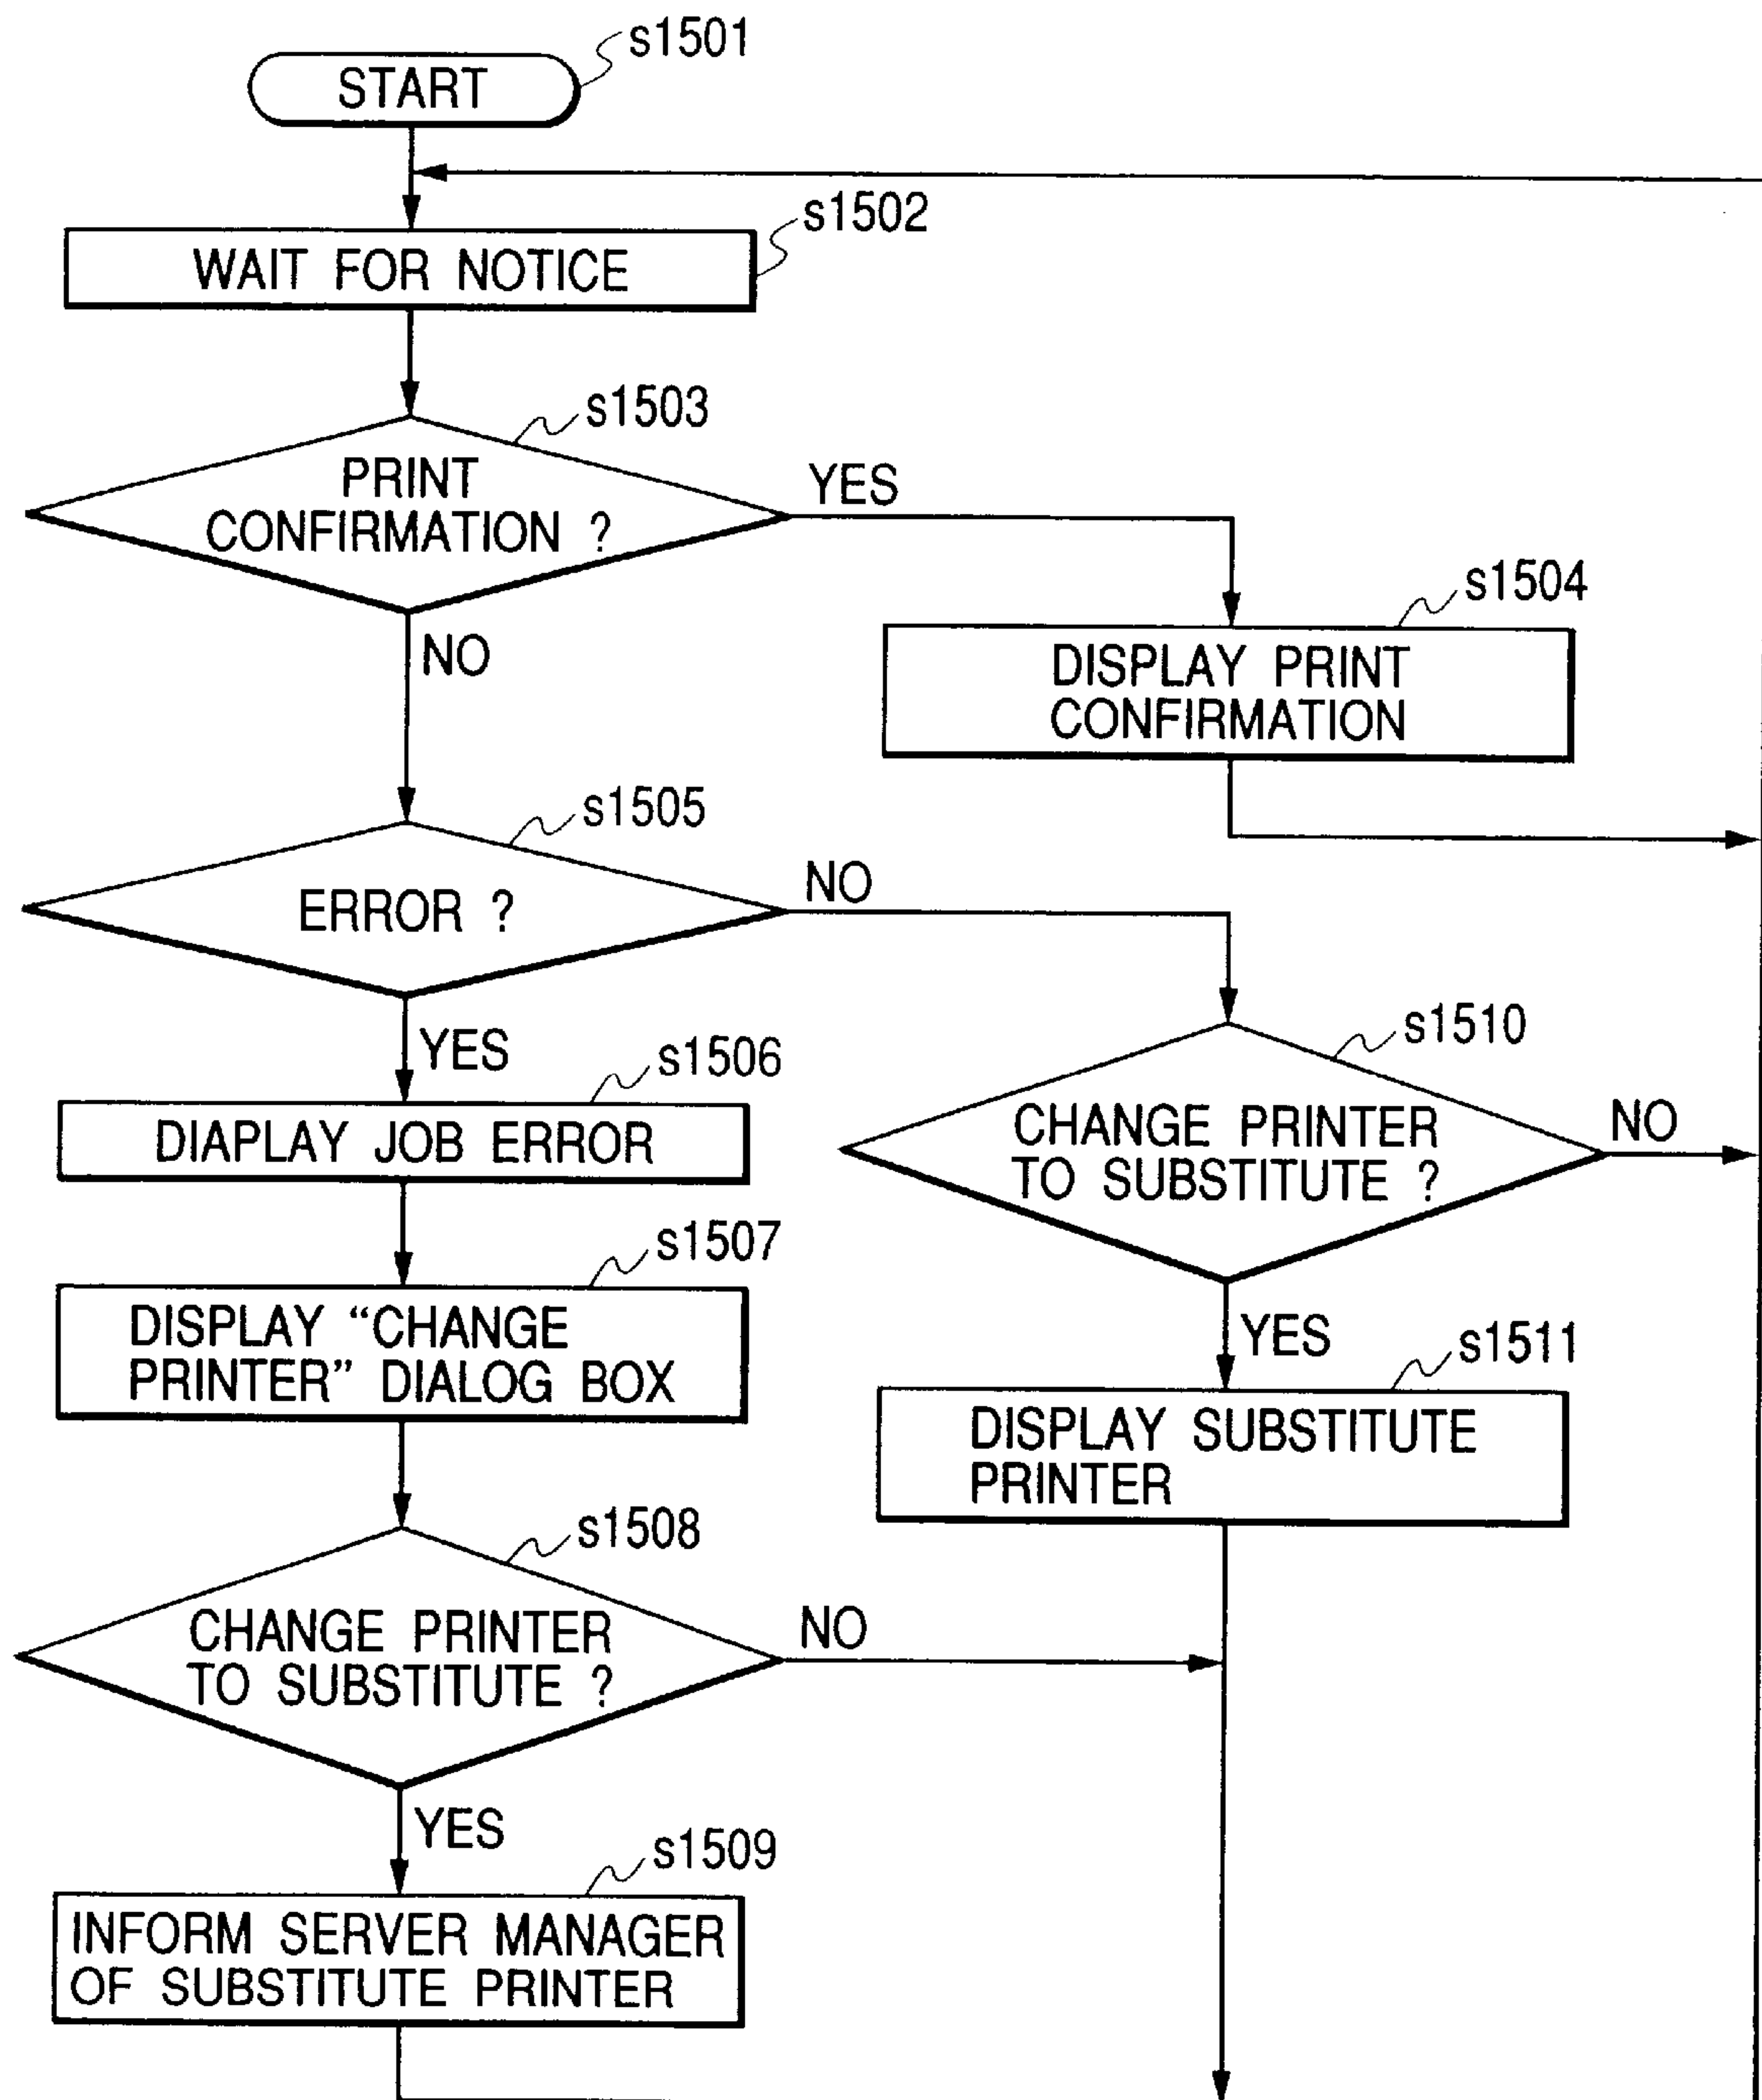 s1501
START
s1502
WAIT FOR NOTICE
s1503
PRINT
CONFIRMATION ?
YES
NO
s1504
DISPLAY PRINT
CONFIRMATION
s1505
ERROR ?
NO
YES
s1506
DIAPLAY JOB ERROR
s1510
CHANGE PRINTER
TO SUBSTITUTE ?
NO
YES
s1507
DISPLAY “CHANGE
PRINTER” DIALOG BOX
s1511
DISPLAY SUBSTITUTE
PRINTER
s1508
CHANGE PRINTER
TO SUBSTITUTE ?
NO
YES
s1509
INFORM SERVER MANAGER
OF SUBSTITUTE PRINTER